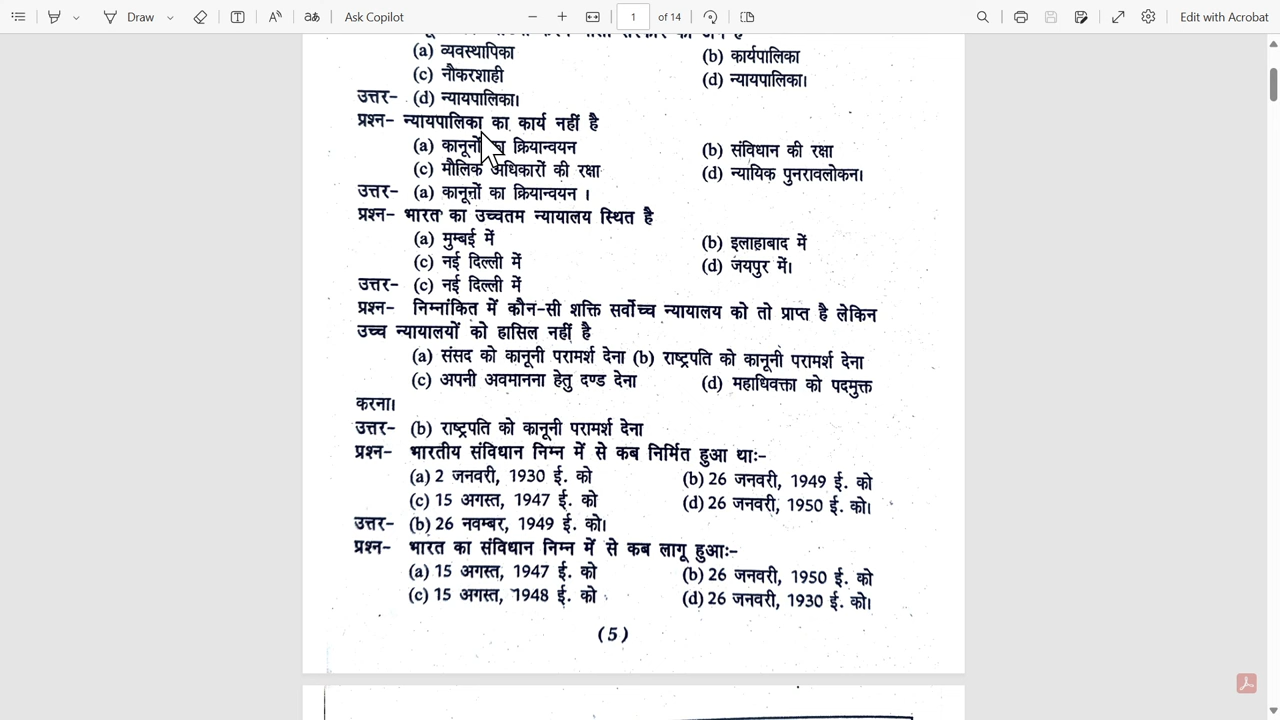 Draw
Ask Copilot
1 of 14
Edit with Acrobat
(a) व्यवस्थापिका (b) कार्यपालिका
(c) नौकरशाही (d) न्यायपालिका।
उत्तर- (d) न्यायपालिका।
प्रश्न- न्यायपालिका का कार्य नहीं है
(a) कानूनों का क्रियान्वयन (b) संविधान की रक्षा
(c) मौलिक अधिकारों की रक्षा (d) न्यायिक पुनरावलोकन।
उत्तर- (a) कानूनों का क्रियान्वयन ।
प्रश्न- भारत का उच्चतम न्यायालय स्थित है
(a) मुम्बई में (b) इलाहाबाद में
(c) नई दिल्ली में (d) जयपुर में।
उत्तर- (c) नई दिल्ली में
प्रश्न- निम्नांकित में कौन-सी शक्ति सर्वोच्च न्यायालय को तो प्राप्त है लेकिन
उच्च न्यायालयों को हासिल नहीं है
(a) संसद को कानूनी परामर्श देना (b) राष्ट्रपति को कानूनी परामर्श देना
(c) अपनी अवमानना हेतु दण्ड देना (d) महाधिवक्ता को पदमुक्त
करना।
उत्तर- (b) राष्ट्रपति को कानूनी परामर्श देना
प्रश्न- भारतीय संविधान निम्न में से कब निर्मित हुआ थाः-
(a) 2 जनवरी, 1930 ई. को (b) 26 जनवरी, 1949 ई. को
(c) 15 अगस्त, 1947 ई. को (d) 26 जनवरी, 1950 ई. को।
उत्तर- (b) 26 नवम्बर, 1949 ई. को।
प्रश्न- भारत का संविधान निम्न में से कब लागू हुआः-
(a) 15 अगस्त, 1947 ई. को (b) 26 जनवरी, 1950 ई. को
(c) 15 अगस्त, 1948 ई. को (d) 26 जनवरी, 1930 ई. को।
(5)